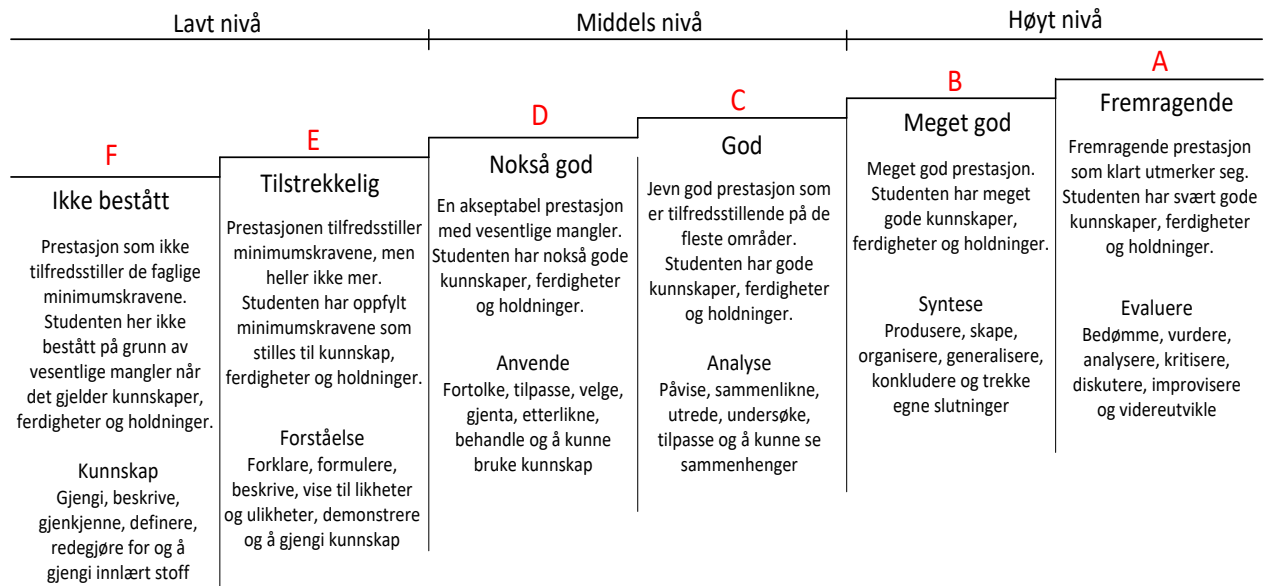 Lavt nivå
Middels nivå
Høyt nivå
F
Ikke bestått
Prestasjon som ikke
tilfredsstiller de faglige
minimumskravene.
Studenten her ikke
bestått på grunn av
vesentlige mangler når
det gjelder kunnskaper,
ferdigheter og holdninger.
Kunnskap
Gjengi, beskrive,
gjenkjenne, definere,
redegjøre for og å
gjengi innlært stoff
E
Tilstrekkelig
Prestasjonen tilfredsstiller
minimumskravene, men
heller ikke mer.
Studenten har oppfylt
minimumskravene som
stilles til kunnskap,
ferdigheter og holdninger.
Forståelse
Forklare, formulere,
beskrive, vise til likheter
og ulikheter, demonstrere
og å gjengi kunnskap
D
Nokså god
En akseptabel prestasjon
med vesentlige mangler.
Studenten har nokså gode
kunnskaper, ferdigheter
og holdninger.
Anvende
Fortolke, tilpasse, velge,
gjenta, etterlikne,
behandle og å kunne
bruke kunnskap
C
God
Jevn god prestasjon som
er tilfredsstillende på de
fleste områder.
Studenten har gode
kunnskaper, ferdigheter
og holdninger.
Analyse
Påvise, sammenlikne,
utrede, undersøke,
tilpasse og å kunne se
sammenhenger
B
Meget god
Meget god prestasjon.
Studenten har meget
gode kunnskaper,
ferdigheter og holdninger.
Syntese
Produsere, skape,
organisere, generalisere,
konkludere og trekke
egne slutninger
A
Fremragende
Fremragende prestasjon
som klart utmerker seg.
Studenten har svært gode
kunnskaper, ferdigheter
og holdninger.
Evaluere
Bedømme, vurdere,
analysere, kritisere,
diskutere, improvisere
og videreutvikle